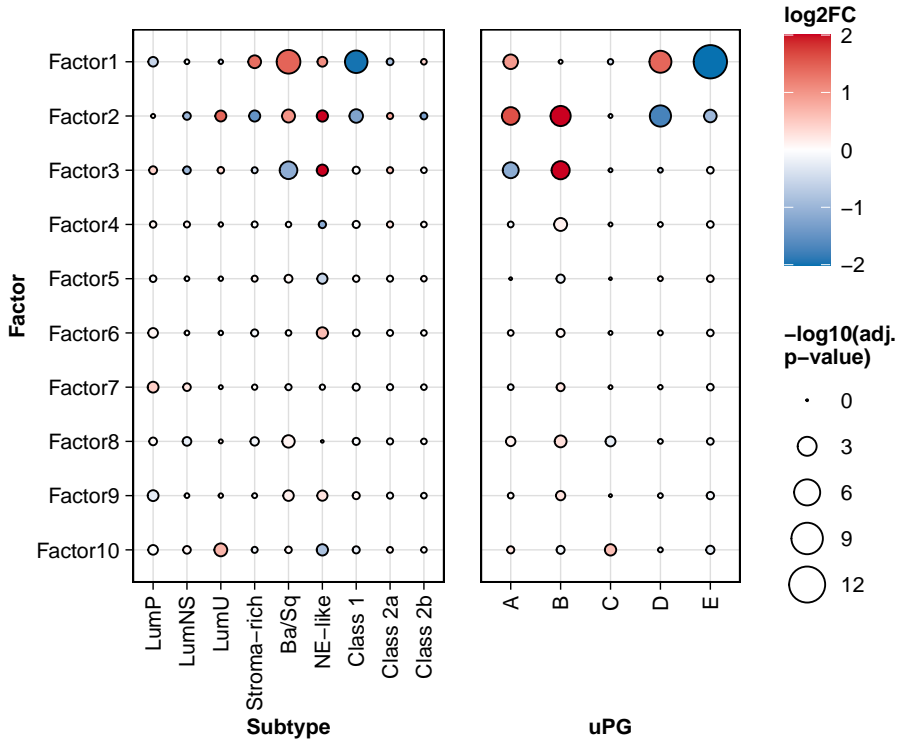 log2FC
2
1
0
−1
−2
Factor
Factor1
Factor2
Factor3
Factor4
Factor5
Factor6
Factor7
Factor8
Factor9
Factor10
−log10(adj.
p−value)
0
3
6
9
12
LumP
LumNS
LumU
Stroma−rich
Ba/Sq
NE−like
Class 1
Class 2a
Class 2b
A
B
C
D
E
Subtype
uPG